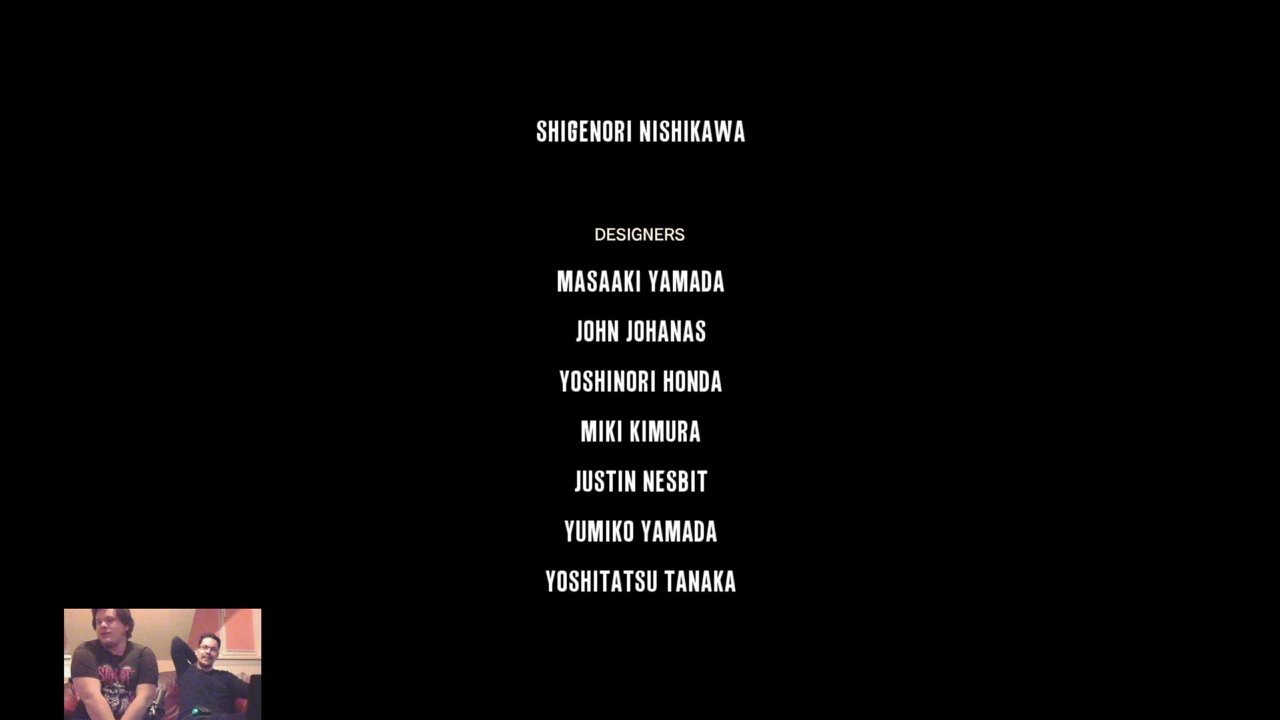 SHIGENORI NISHIKAWA
DESIGNERS
MASAAKI YAMADA
JOHN JOHANAS
YOSHINORI HONDA
MIKI KIMURA
JUSTIN NESBIT
YUMIKO YAMADA
YOSHITATSU TANAKA